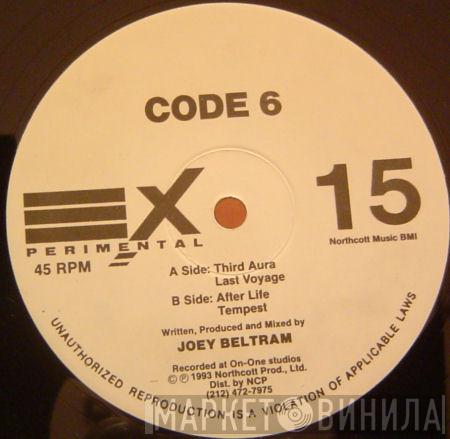 CODE 6
EX
PERIMENTAL
15
Northcott Music BMI
45 RPM
A Side: Third Aura
Last Voyage
B Side: After Life
Tempest
Written, Produced and Mixed by
JOEY BELTRAM
Recorded at On-One studios
© ℗ 1993 Northcott Prod., Ltd.
Dist. by NCP
(212) 472-7975
UNAUTHORIZED REPRODUCTION IS A VIOLATION OF APPLICABLE LAWS
МАРКЕТ ВИНИЛА